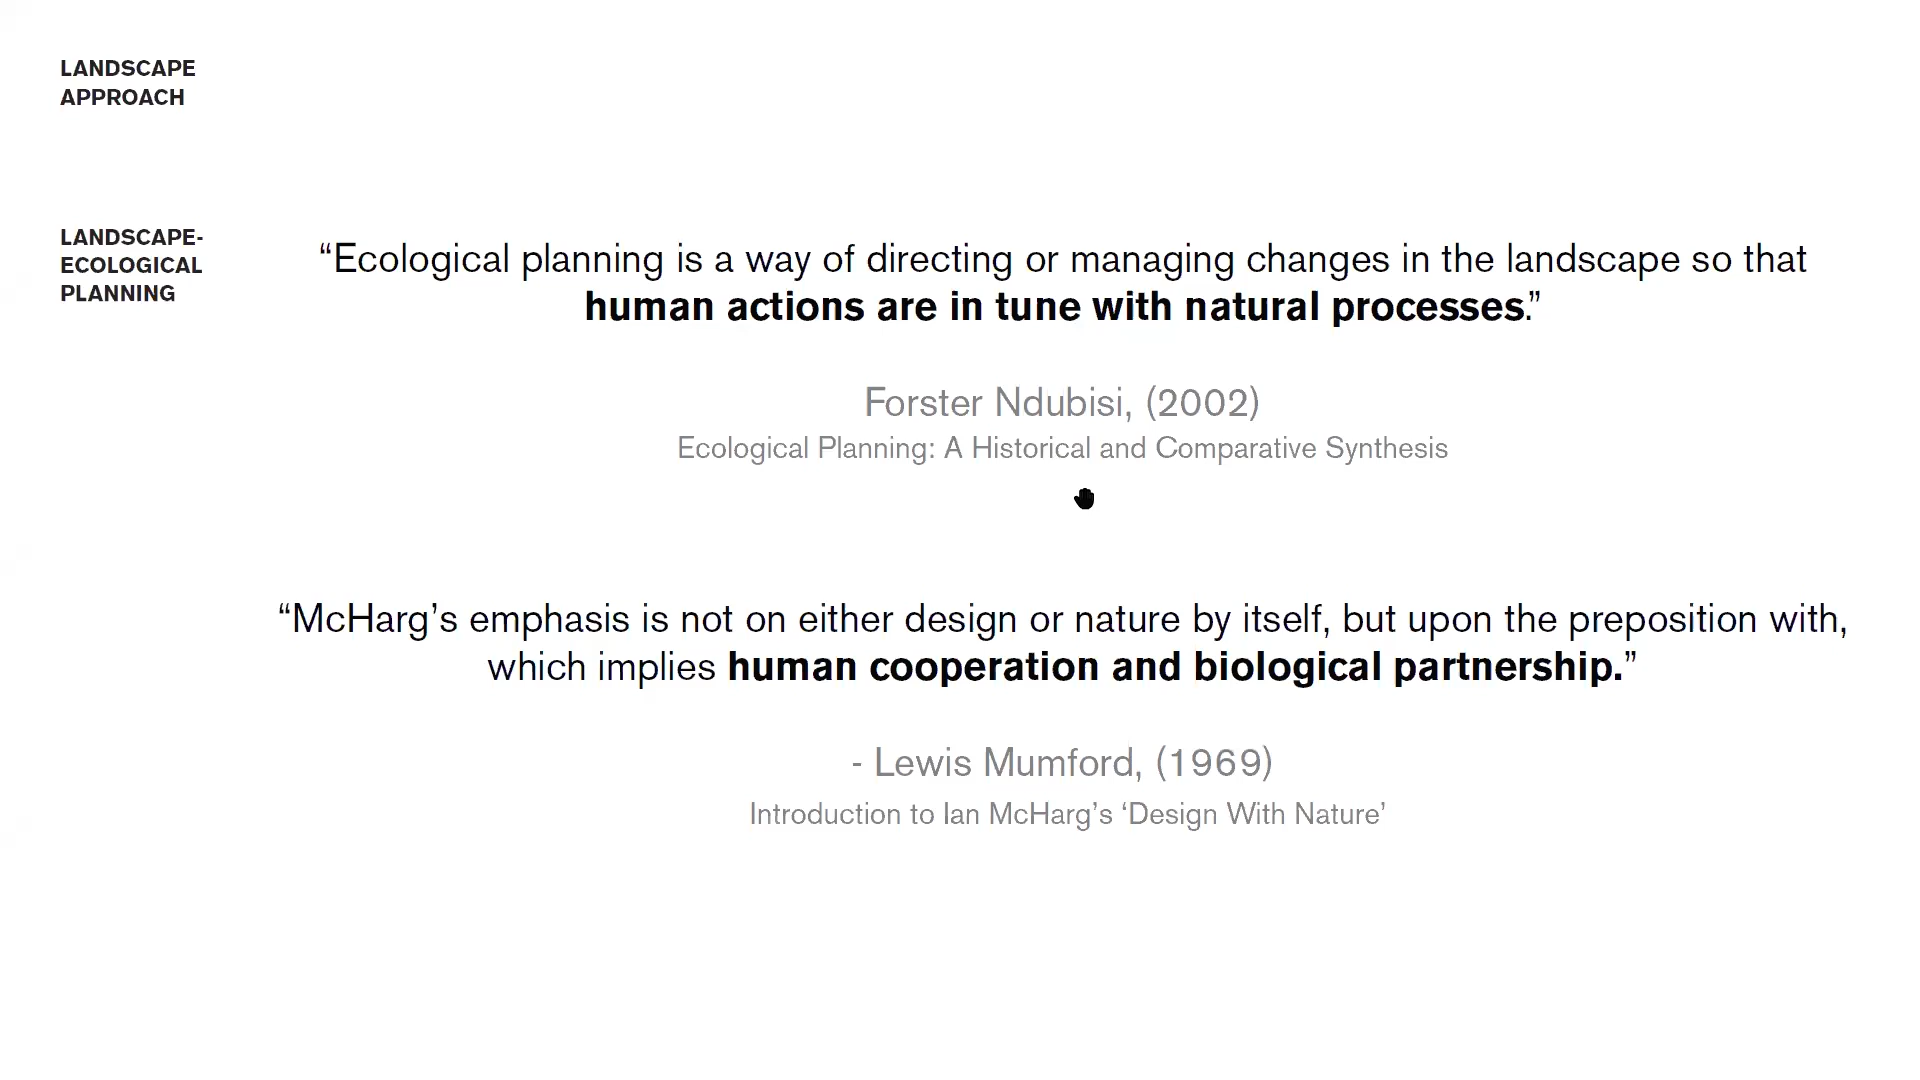 LANDSCAPE
APPROACH
LANDSCAPE-
ECOLOGICAL
PLANNING
“Ecological planning is a way of directing or managing changes in the landscape so that
human actions are in tune with natural processes.”
Forster Ndubisi, (2002)
Ecological Planning: A Historical and Comparative Synthesis
“McHarg’s emphasis is not on either design or nature by itself, but upon the preposition with,
which implies human cooperation and biological partnership.”
- Lewis Mumford, (1969)
Introduction to Ian McHarg’s ‘Design With Nature’